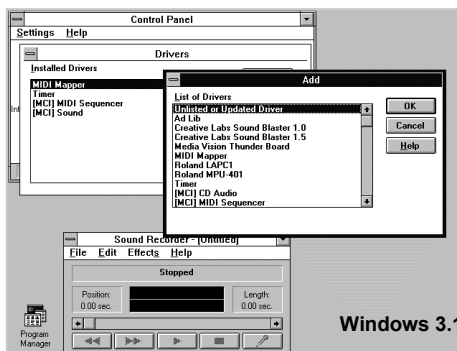 Control Panel
Settings Help
Drivers
Installed Drivers
MIDI Mapper
Timer
[MCI] MIDI Sequencer
[MCI] Sound
Int
Add
List of Drivers
Unlisted or Updated Driver
Ad Lib
Creative Labs Sound Blaster 1.0
Creative Labs Sound Blaster 1.5
Media Vision Thunder Board
MIDI Mapper
Roland LAPC1
Roland MPU-401
Timer
[MCI] CD Audio
[MCI] MIDI Sequencer
OK
Cancel
Help
Sound Recorder - [Untitled]
File Edit Effects Help
Stopped
Position: Length:
0.00 sec. 0.00 sec.
Program
Manager
Windows 3.1